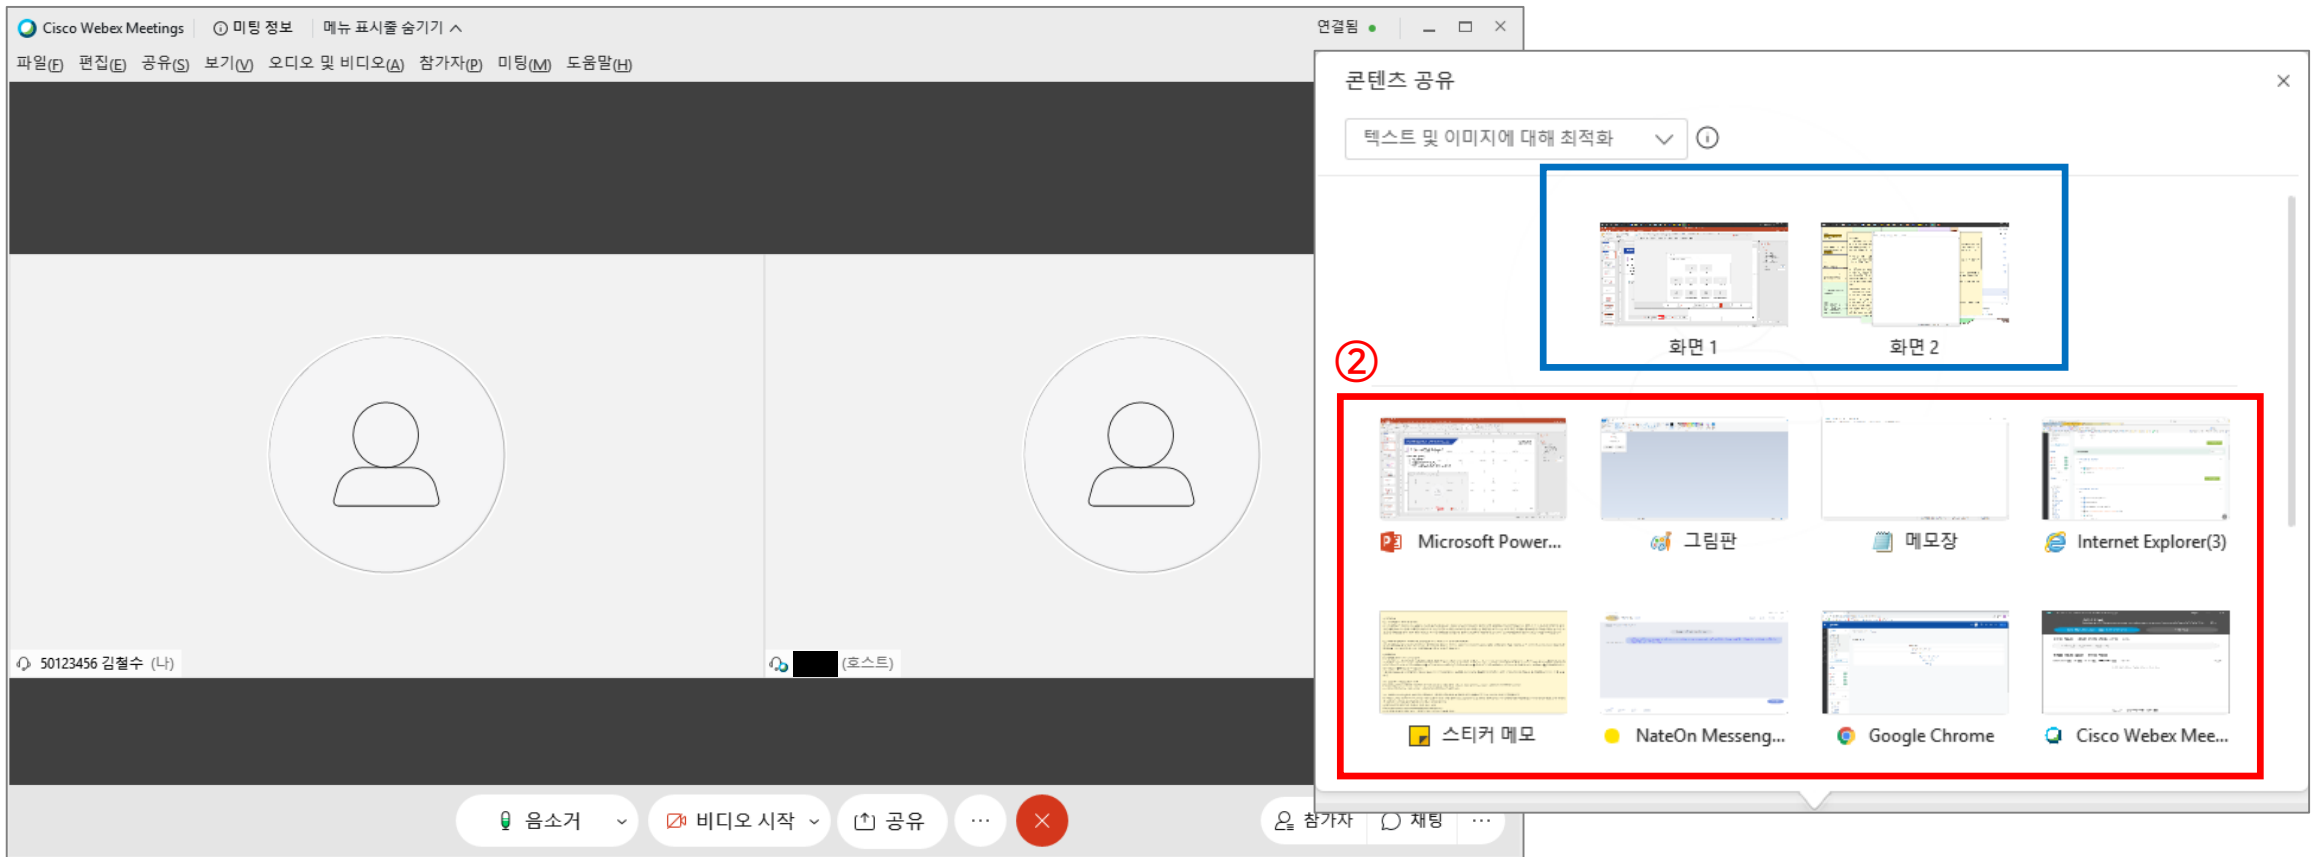 Cisco Webex Meetings 미팅 정보 메뉴 표시줄 숨기기 연결됨
파일(F) 편집(E) 공유(S) 보기(V) 오디오 및 비디오(A) 참가자(P) 미팅(M) 도움말(H)
50123456 김철수 (나)
(호스트)
음소거 비디오 시작 공유 ... 참가자 채팅 ...
콘텐츠 공유
텍스트 및 이미지에 대해 최적화
화면 1 화면 2
②
Microsoft Power... 그림판 메모장 Internet Explorer(3)
스티커 메모 NateOn Messeng... Google Chrome Cisco Webex Mee...